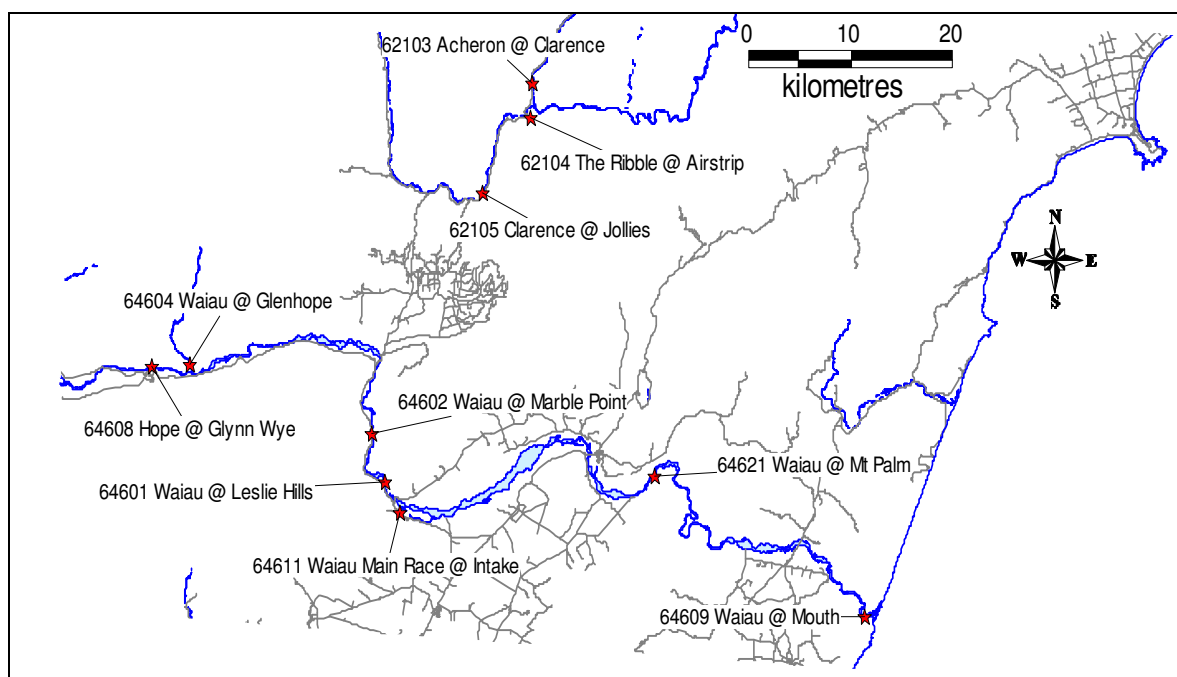 62103 Acheron @ Clarence
0 10 20
kilometres
62104 The Ribble @ Airstrip
62105 Clarence @ Jollies
N
W E
S
64604 Waiau @ Glenhope
64608 Hope @ Glynn Wye
64602 Waiau @ Marble Point
64621 Waiau @ Mt Palm
64601 Waiau @ Leslie Hills
64611 Waiau Main Race @ Intake
64609 Waiau @ Mouth